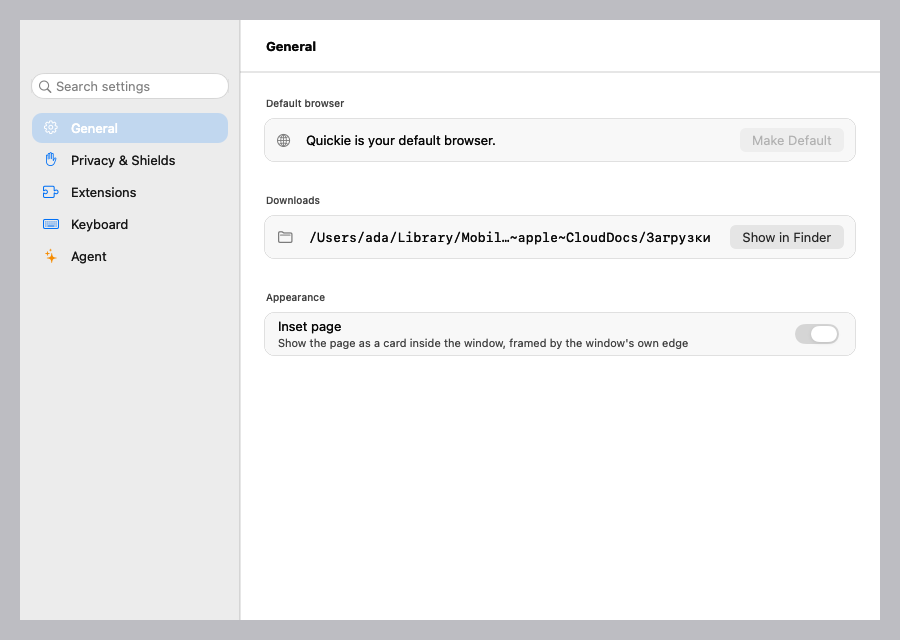 General
Search settings
General
Privacy & Shields
Extensions
Keyboard
Agent
Default browser
Quickie is your default browser.
Make Default
Downloads
/Users/ada/Library/Mobil…~apple~CloudDocs/Загрузки
Show in Finder
Appearance
Inset page
Show the page as a card inside the window, framed by the window's own edge